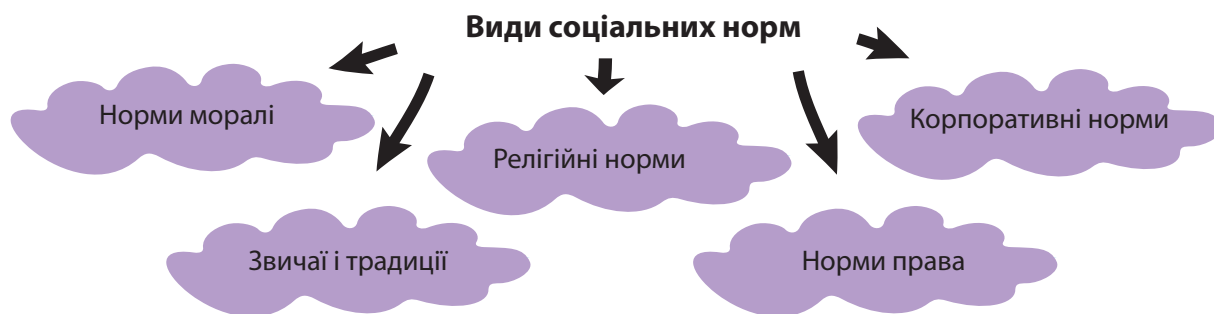 Види соціальних норм
Норми моралі
Корпоративні норми
Релігійні норми
Звичаї і традиції
Норми права